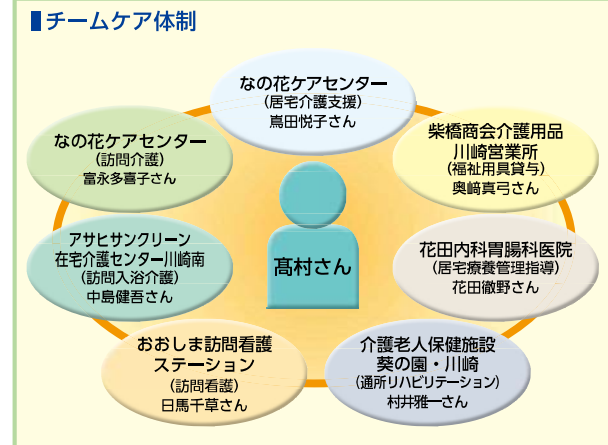 チームケア体制
なの花ケアセンター
(居宅介護支援)
嶌田悦子さん
柴橋商会介護用品
川崎営業所
(福祉用具貸与)
奥﨑真弓さん
花田内科胃腸科医院
(居宅療養管理指導)
花田徹野さん
介護老人保健施設
葵の園・川崎
(通所リハビリテーション)
村井雅一さん
おおしま訪問看護
ステーション
(訪問看護)
日馬千草さん
アサヒサンクリーン
在宅介護センター川崎南
(訪問入浴介護)
中島健吾さん
なの花ケアセンター
(訪問介護)
富永多喜子さん
髙村さん